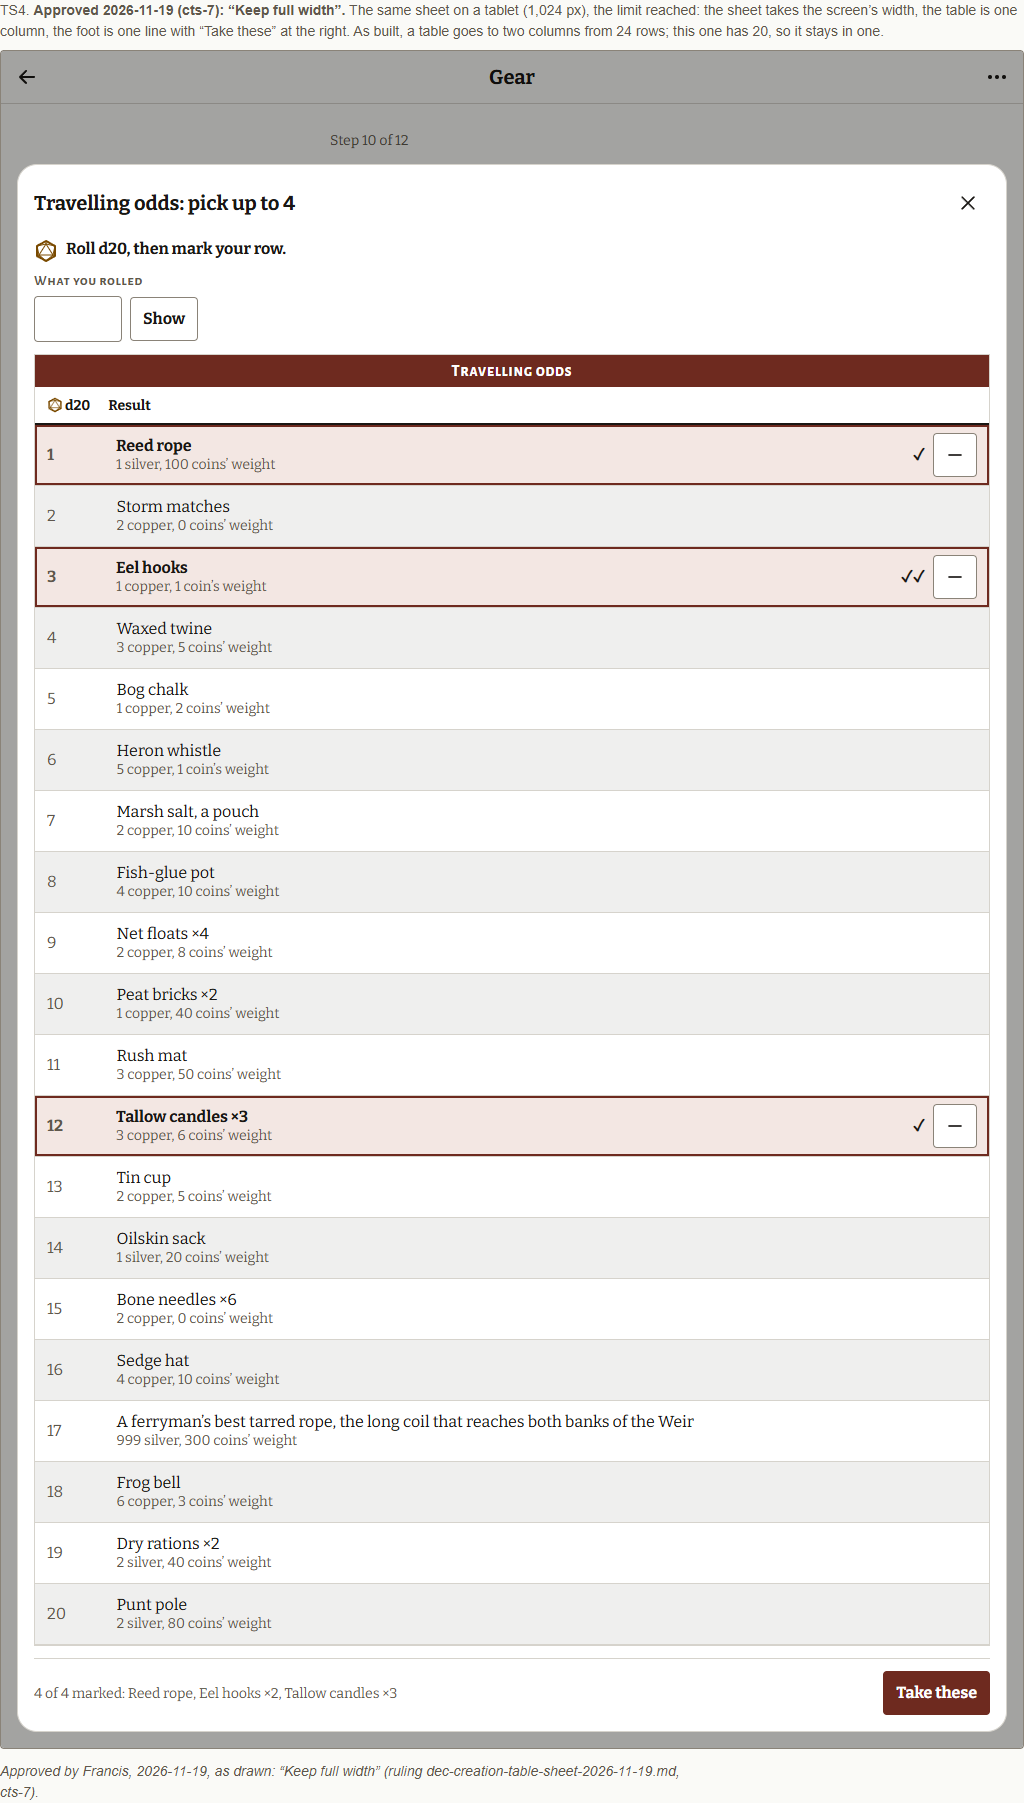 TS4. Approved 2026-11-19 (cts-7): “Keep full width”. The same sheet on a tablet (1,024 px), the limit reached: the sheet takes the screen’s width, the table is one
column, the foot is one line with “Take these” at the right. As built, a table goes to two columns from 24 rows; this one has 20, so it stays in one.
Gear
Step 10 of 12
Travelling odds: pick up to 4
Roll d20, then mark your row.
What you rolled
Show
Travelling odds
d20 Result
1 Reed rope
1 silver, 100 coins’ weight
2 Storm matches
2 copper, 0 coins’ weight
3 Eel hooks
1 copper, 1 coin’s weight
4 Waxed twine
3 copper, 5 coins’ weight
5 Bog chalk
1 copper, 2 coins’ weight
6 Heron whistle
5 copper, 1 coin’s weight
7 Marsh salt, a pouch
2 copper, 10 coins’ weight
8 Fish-glue pot
4 copper, 10 coins’ weight
9 Net floats ×4
2 copper, 8 coins’ weight
10 Peat bricks ×2
1 copper, 40 coins’ weight
11 Rush mat
3 copper, 50 coins’ weight
12 Tallow candles ×3
3 copper, 6 coins’ weight
13 Tin cup
2 copper, 5 coins’ weight
14 Oilskin sack
1 silver, 20 coins’ weight
15 Bone needles ×6
2 copper, 0 coins’ weight
16 Sedge hat
4 copper, 10 coins’ weight
17 A ferryman’s best tarred rope, the long coil that reaches both banks of the Weir
999 silver, 300 coins’ weight
18 Frog bell
6 copper, 3 coins’ weight
19 Dry rations ×2
2 silver, 40 coins’ weight
20 Punt pole
2 silver, 80 coins’ weight
4 of 4 marked: Reed rope, Eel hooks ×2, Tallow candles ×3
Take these
Approved by Francis, 2026-11-19, as drawn: “Keep full width” (ruling dec-creation-table-sheet-2026-11-19.md,
cts-7).